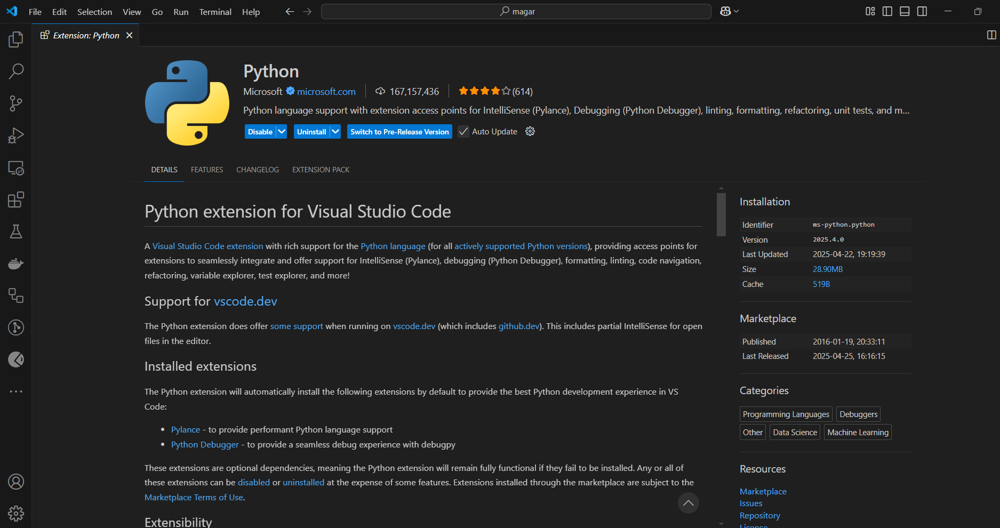 File Edit Selection View Go Run Terminal Help
magar
Extension: Python
Python
Microsoft microsoft.com 167,157,436 (614)
Python language support with extension access points for IntelliSense (Pylance), Debugging (Python Debugger), linting, formatting, refactoring, unit tests, and m...
Disable Uninstall Switch to Pre-Release Version Auto Update
DETAILS FEATURES CHANGELOG EXTENSION PACK
Python extension for Visual Studio Code
A Visual Studio Code extension with rich support for the Python language (for all actively supported Python versions), providing access points for
extensions to seamlessly integrate and offer support for IntelliSense (Pylance), debugging (Python Debugger), formatting, linting, code navigation,
refactoring, variable explorer, test explorer, and more!
Support for vscode.dev
The Python extension does offer some support when running on vscode.dev (which includes github.dev). This includes partial IntelliSense for open
files in the editor.
Installed extensions
The Python extension will automatically install the following extensions by default to provide the best Python development experience in VS
Code:
• Pylance - to provide performant Python language support
• Python Debugger - to provide a seamless debug experience with debugpy
These extensions are optional dependencies, meaning the Python extension will remain fully functional if they fail to be installed. Any or all of
these extensions can be disabled or uninstalled at the expense of some features. Extensions installed through the marketplace are subject to the
Marketplace Terms of Use.
Extensibility
Installation
Identifier ms-python.python
Version 2025.4.0
Last Updated 2025-04-22, 19:19:39
Size 28.90MB
Cache 519B
Marketplace
Published 2016-01-19, 20:33:11
Last Released 2025-04-25, 16:16:15
Categories
Programming Languages Debuggers
Other Data Science Machine Learning
Resources
Marketplace
Issues
Repository
License